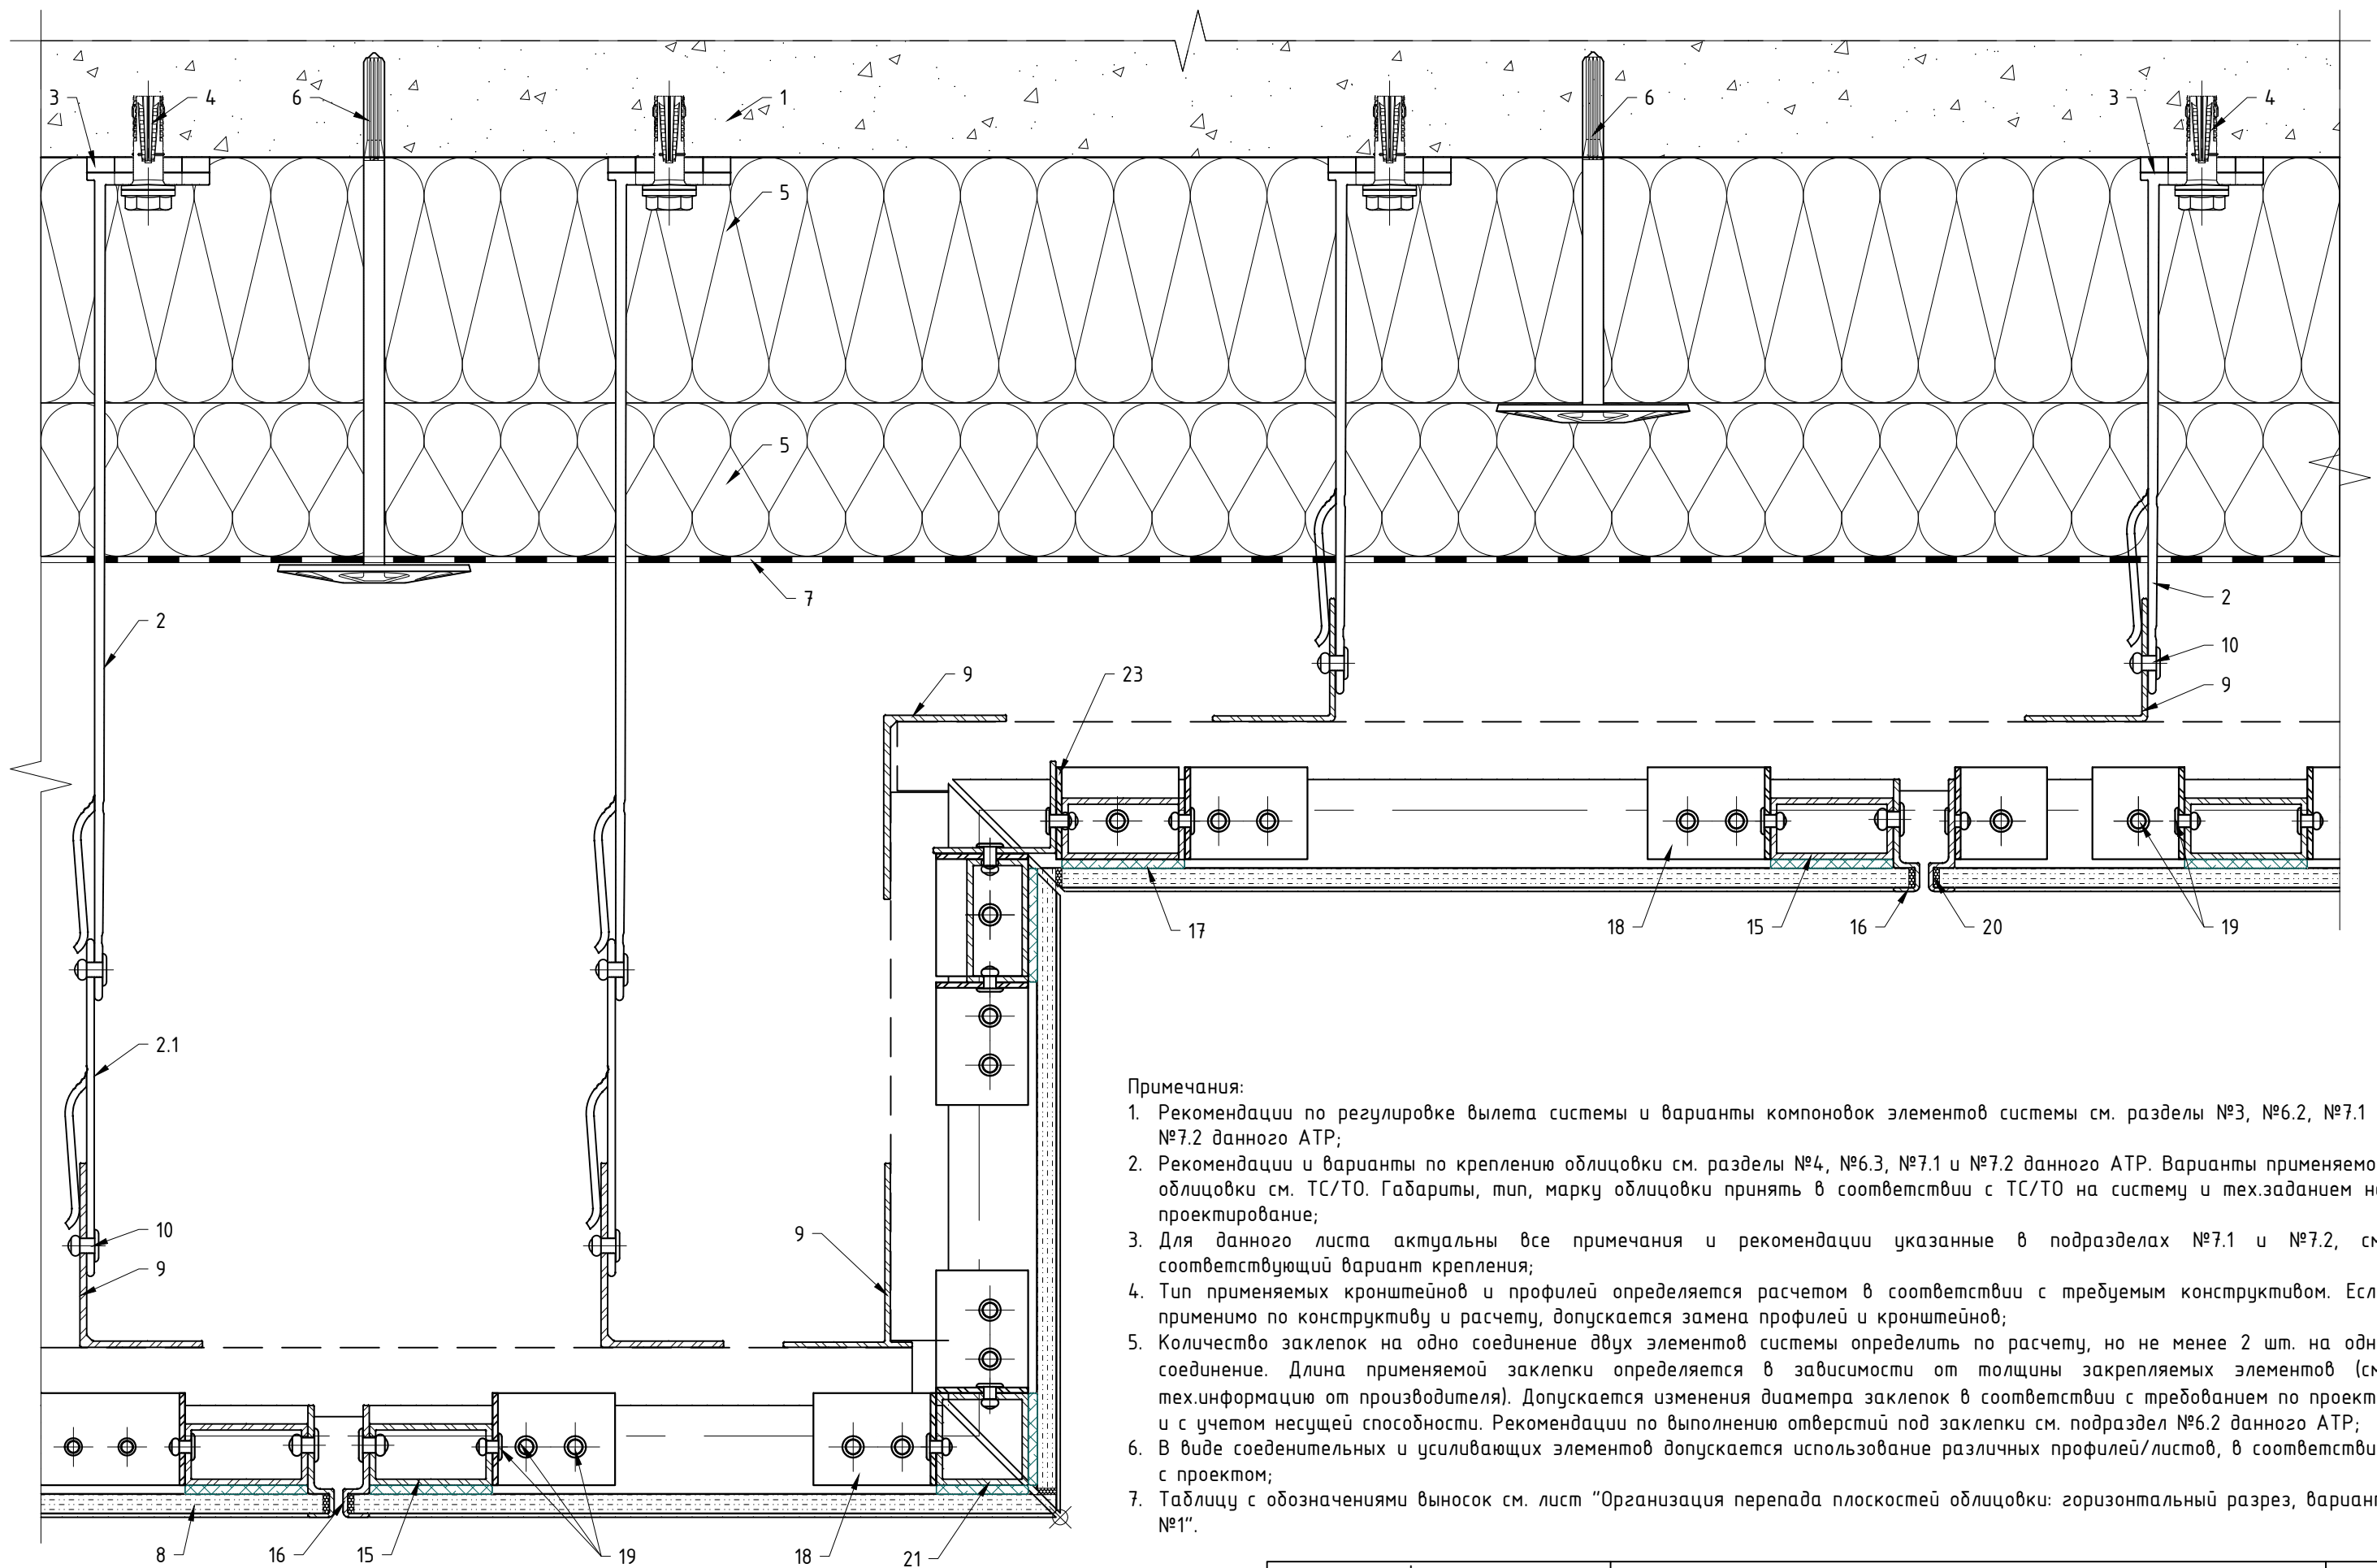 3
4
6
1
6
3
4
5
5
7
2
2
10
9
23
9
2.1
17
18
15
16
20
19
10
9
9
8
16
15
19
18
21
Примечания:
1. Рекомендации по регулировке вылета системы и варианты компоновок элементов системы см. разделы №3, №6.2, №7.1
№7.2 данного АТР;
2. Рекомендации и варианты по креплению облицовки см. разделы №4, №6.3, №7.1 и №7.2 данного АТР. Варианты применяемо
облицовки см. ТС/ТО. Габариты, тип, марку облицовки принять в соответствии с ТС/ТО на систему и тех.заданием н
проектирование;
3. Для данного листа актуальны все примечания и рекомендации указанные в подразделах №7.1 и №7.2, см
соответствующий вариант крепления;
4. Тип применяемых кронштейнов и профилей определяется расчетом в соответствии с требуемым конструктивом. Есл
применимо по конструктиву и расчету, допускается замена профилей и кронштейнов;
5. Количество заклепок на одно соединение двух элементов системы определить по расчету, но не менее 2 шт. на одн
соединение. Длина применяемой заклепки определяется в зависимости от толщины закрепляемых элементов (см
тех.информацию от производителя). Допускается изменения диаметра заклепок в соответствии с требованием по проект
и с учетом несущей способности. Рекомендации по выполнению отверстий под заклепки см. подраздел №6.2 данного АТР;
6. В виде соеденительных и усиливающих элементов допускается использование различных профилей/листов, в соответстви
с проектом;
7. Таблицу с обозначениями выносок см. лист "Организация перепада плоскостей облицовки: горизонтальный разрез, вариан
№1".